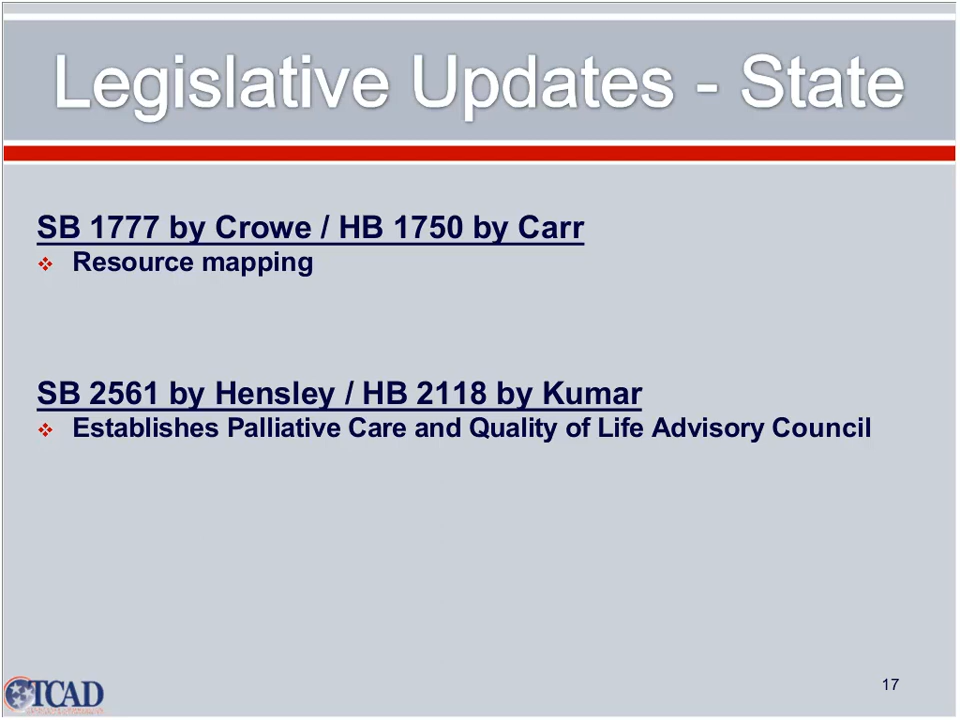 Legislative Updates - State
SB 1777 by Crowe / HB 1750 by Carr
Resource mapping
SB 2561 by Hensley / HB 2118 by Kumar
Establishes Palliative Care and Quality of Life Advisory Council
TCAD
17